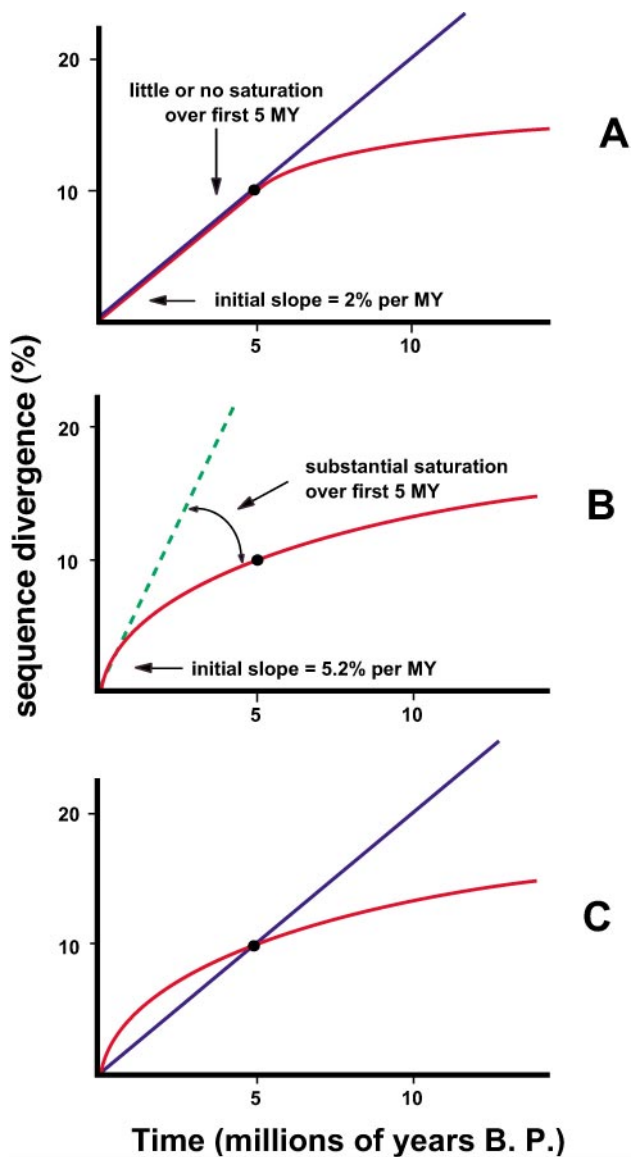 20
little or no saturation
over first 5 MY
A
10
initial slope = 2% per MY
5
10
sequence divergence (%)
20
substantial saturation
over first 5 MY
B
10
initial slope = 5.2% per MY
5
10
20
C
10
5
10
Time (millions of years B. P.)